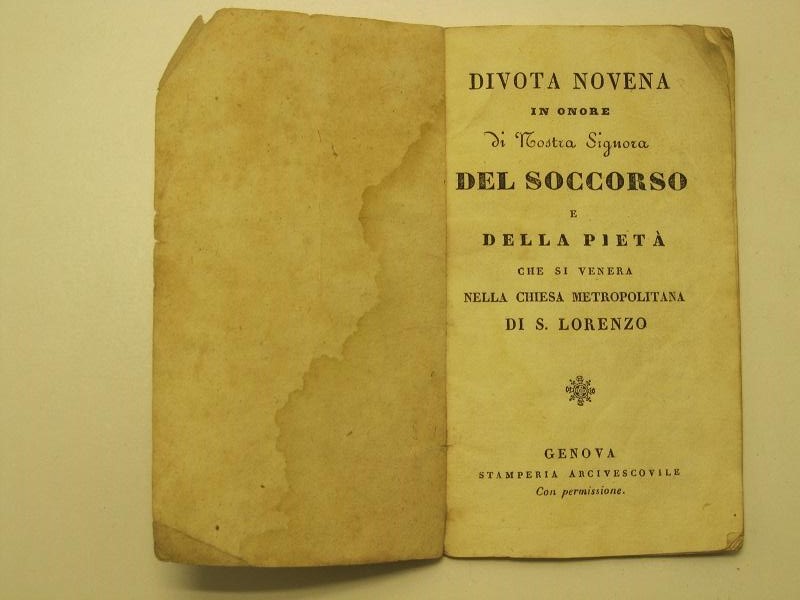 DIVOTA NOVENA
IN ONORE
di Nostra Signora
DEL SOCCORSO
E
DELLA PIETÀ
CHE SI VENERA
NELLA CHIESA METROPOLITANA
DI S. LORENZO
GENOVA
STAMPERIA ARCIVESCOVILE
Con permissione.